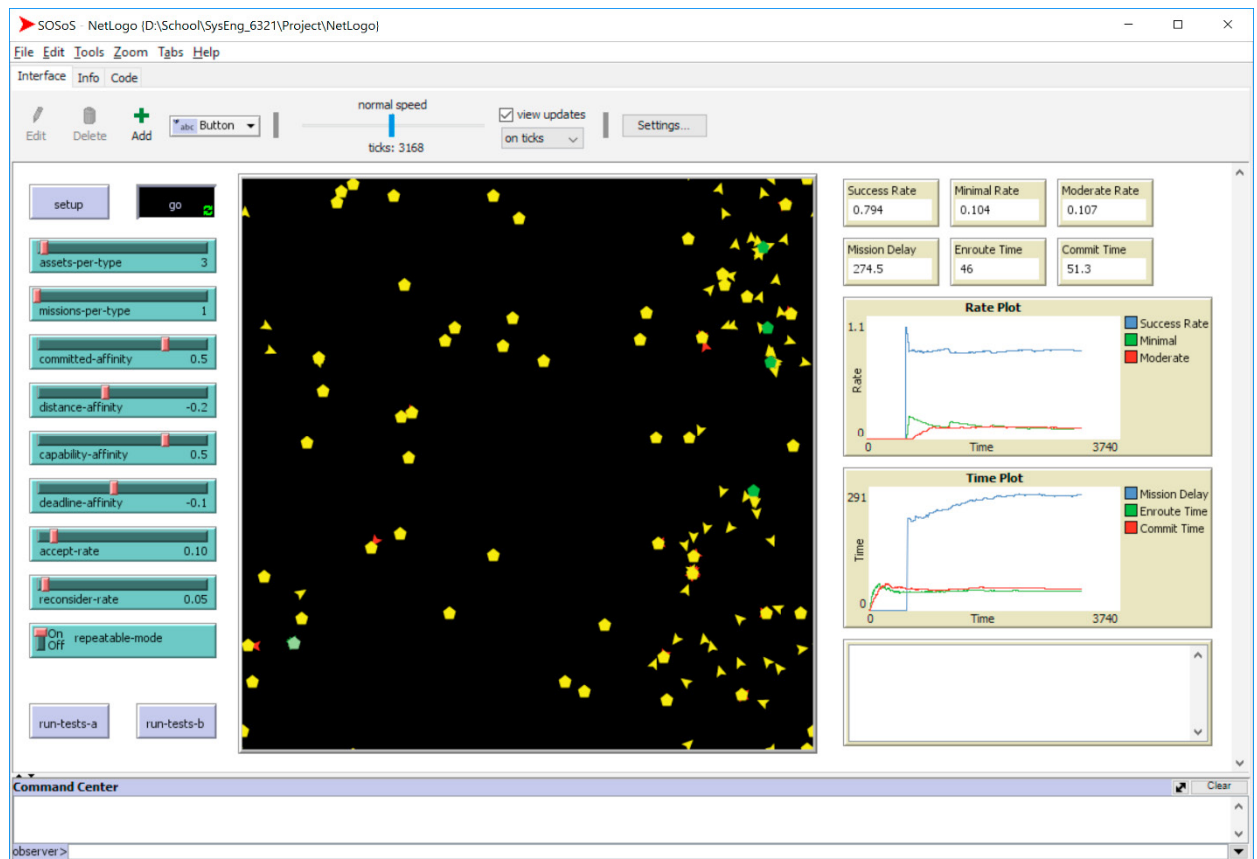 SOSoS - NetLogo {D:\School\SysEng_6321\Project\NetLogo}
File Edit Tools Zoom Tabs Help
Interface Info Code
Edit
Delete
Add
abc Button
normal speed
ticks: 3168
view updates
on ticks
Settings...
setup
go
assets-per-type 3
missions-per-type 1
committed-affinity 0.5
distance-affinity -0.2
capability-affinity 0.5
deadline-affinity -0.1
accept-rate 0.10
reconsider-rate 0.05
On
Off
repeatable-mode
run-tests-a
run-tests-b
Success Rate
0.794
Minimal Rate
0.104
Moderate Rate
0.107
Mission Delay
274.5
Enroute Time
46
Commit Time
51.3
Rate Plot
1.1
Rate
0
0
Time
3740
Success Rate
Minimal
Moderate
Time Plot
291
Time
0
0
Time
3740
Mission Delay
Enroute Time
Commit Time
Command Center
Clear
observer>